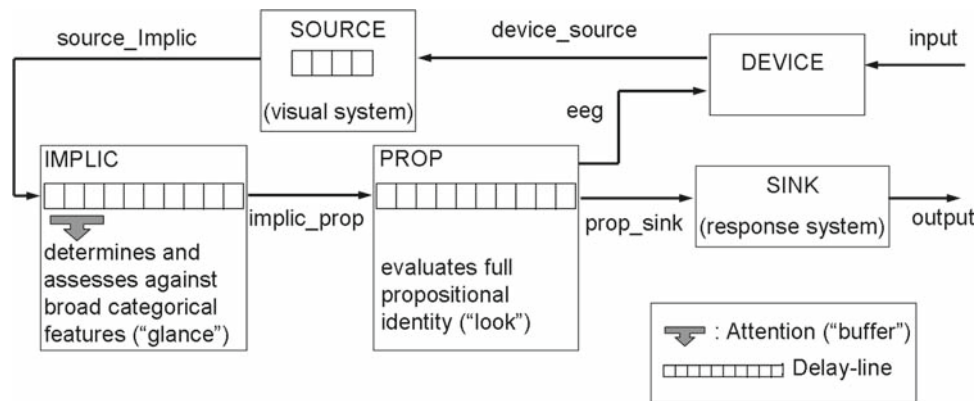 source_Implic
SOURCE
(visual system)
device_source
DEVICE
input
eeg
IMPLIC
determines and
assesses against
broad categorical
features (“glance”)
implic_prop
PROP
evaluates full
propositional
identity (“look”)
prop_sink
SINK
(response system)
output
: Attention (“buffer”)
Delay-line